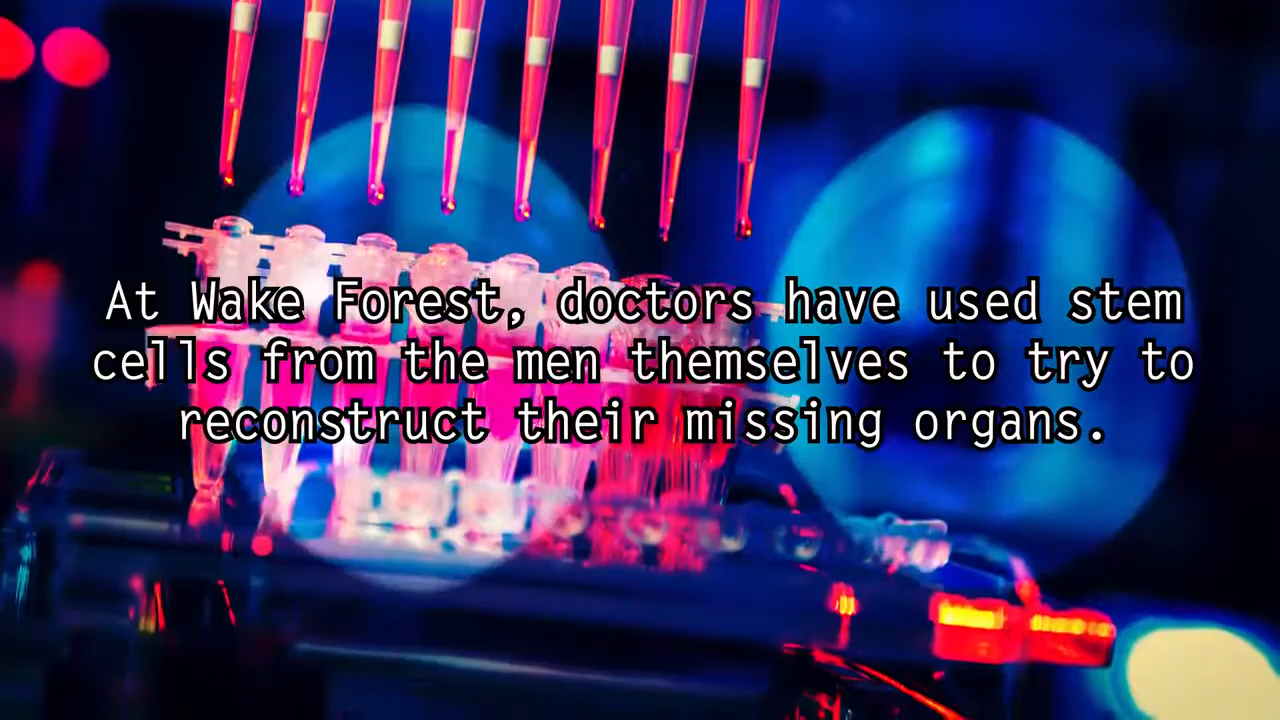 At Wake Forest, doctors have used stem
cells from the men themselves to try to
reconstruct their missing organs.